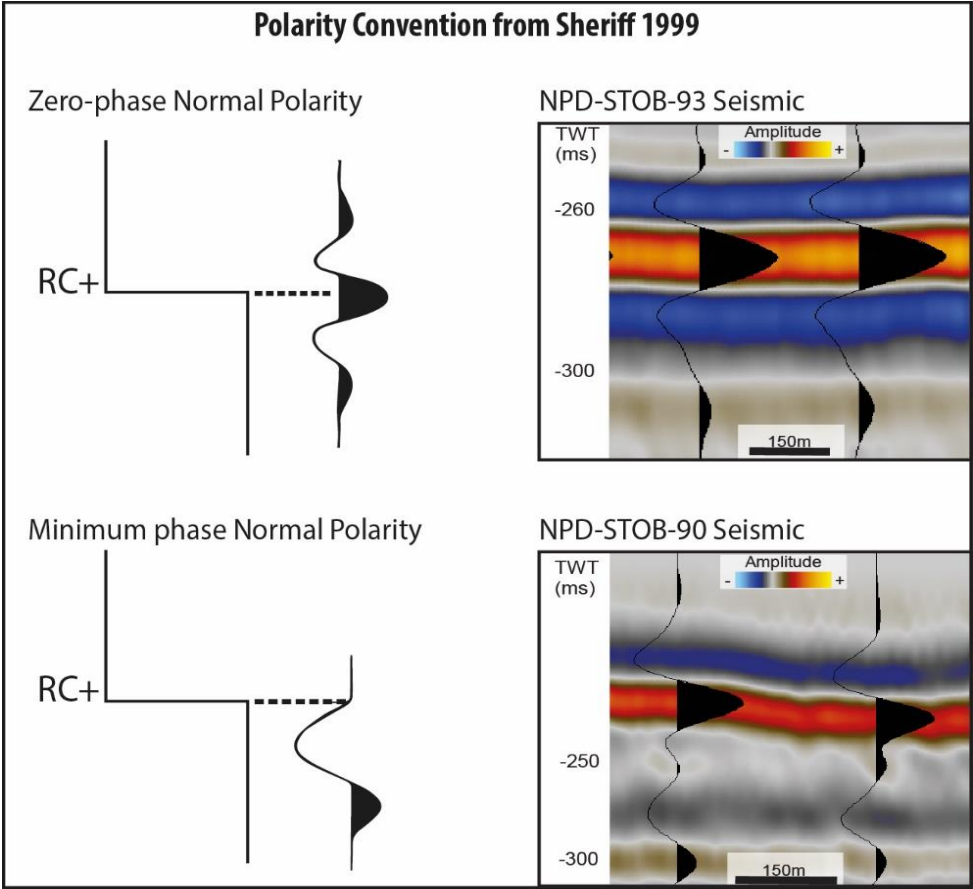 Polarity Convention from Sheriff 1999
Zero-phase Normal Polarity
RC+
NPD-STOB-93 Seismic
TWT
(ms)
Amplitude
- +
-260
-300
150m
Minimum phase Normal Polarity
RC+
NPD-STOB-90 Seismic
TWT
(ms)
Amplitude
- +
-250
-300
150m